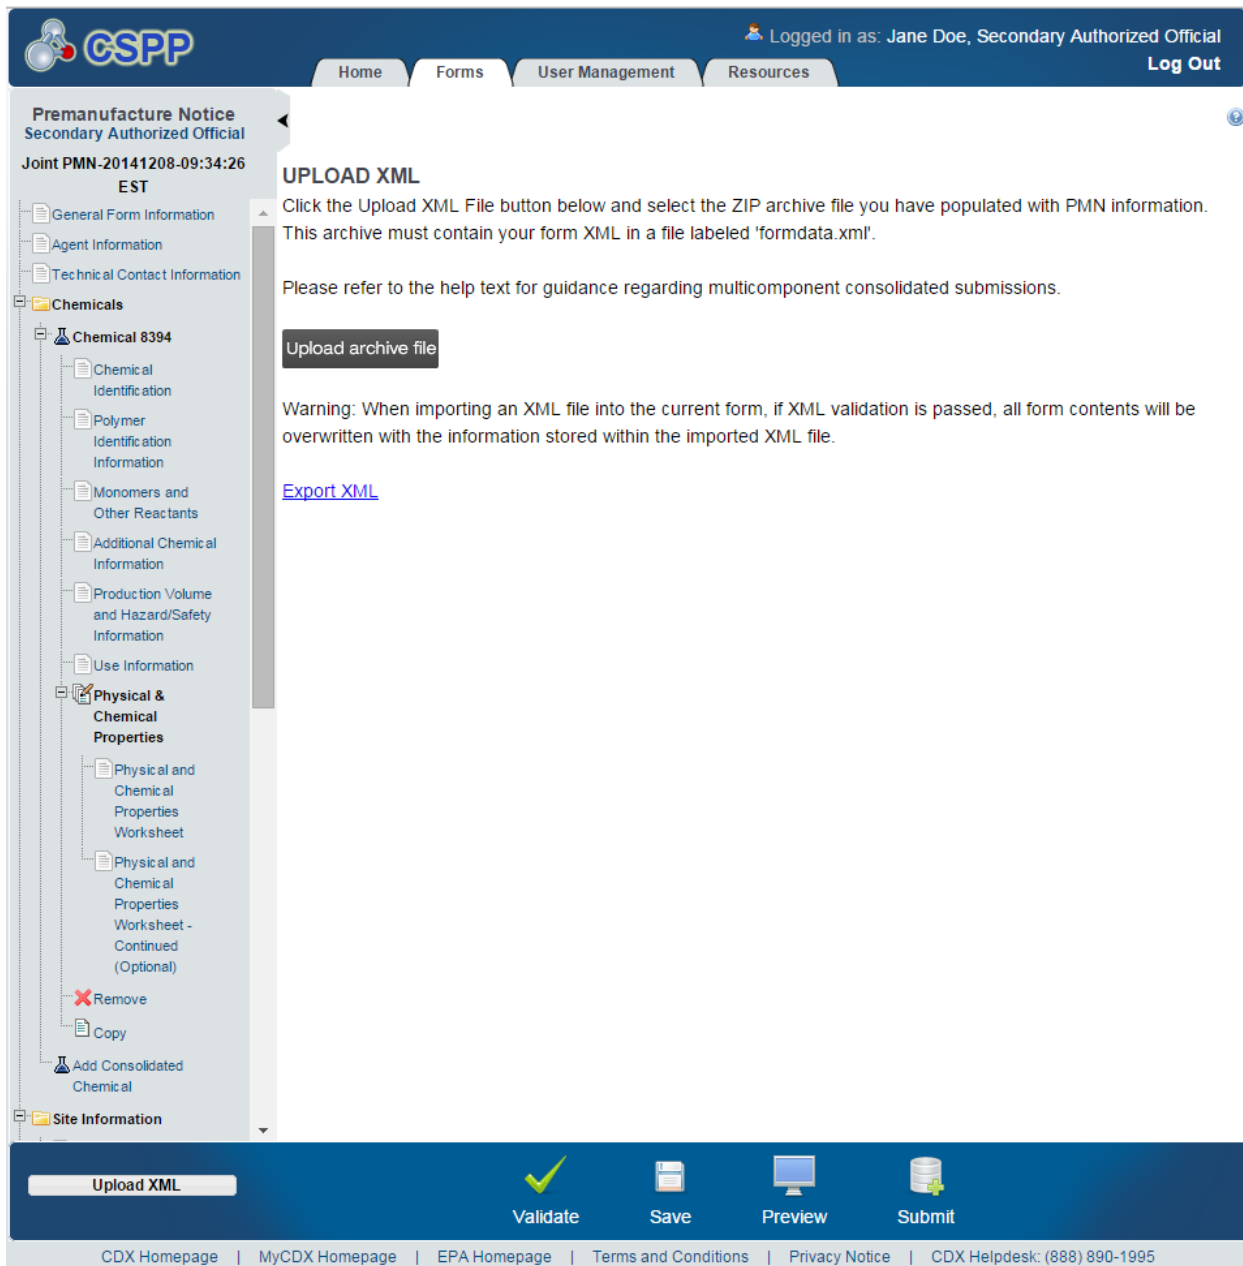 CSPP
Logged in as: Jane Doe, Secondary Authorized Official
Log Out
Home
Forms
User Management
Resources
Premanufacture Notice
Secondary Authorized Official
Joint PMN-20141208-09:34:26
EST
General Form Information
Agent Information
Technical Contact Information
Chemicals
Chemical 8394
Chemical
Identification
Polymer
Identification
Information
Monomers and
Other Reactants
Additional Chemical
Information
Production Volume
and Hazard/Safety
Information
Use Information
Physical &
Chemical
Properties
Physical and
Chemical
Properties
Worksheet
Physical and
Chemical
Properties
Worksheet -
Continued
(Optional)
Remove
Copy
Add Consolidated
Chemical
Site Information
UPLOAD XML
Click the Upload XML File button below and select the ZIP archive file you have populated with PMN information.
This archive must contain your form XML in a file labeled 'formdata.xml'.
Please refer to the help text for guidance regarding multicomponent consolidated submissions.
Upload archive file
Warning: When importing an XML file into the current form, if XML validation is passed, all form contents will be
overwritten with the information stored within the imported XML file.
Export XML
Upload XML
Validate
Save
Preview
Submit
CDX Homepage | MyCDX Homepage | EPA Homepage | Terms and Conditions | Privacy Notice | CDX Helpdesk: (888) 890-1995